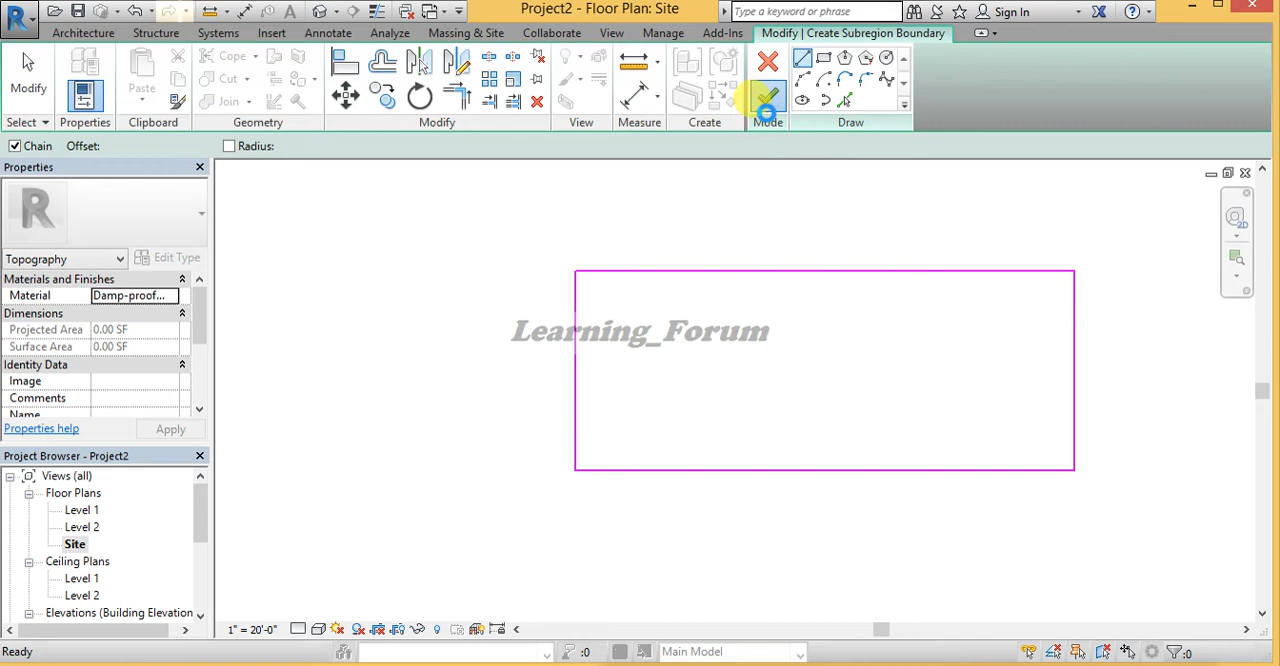 Project2 - Floor Plan: Site
Type a keyword or phrase
Sign In
Architecture Structure Systems Insert Annotate Analyze Massing & Site Collaborate View Manage Add-Ins Modify | Create Subregion Boundary
Modify
Paste
Cope
Cut
Join
Select Properties Clipboard Geometry Modify View Measure Create Mode Draw
Chain Offset: Radius:
Properties
R
Topography Edit Type
Materials and Finishes
Material Damp-proof...
Dimensions
Projected Area 0.00 SF
Surface Area 0.00 SF
Identity Data
Image
Comments
Name
Properties help Apply
Learning_Forum
2D
Project Browser - Project2
Views (all)
Floor Plans
Level 1
Level 2
Site
Ceiling Plans
Level 1
Level 2
Elevations (Building Elevation
1" = 20'-0"
Ready :0 Main Model :0